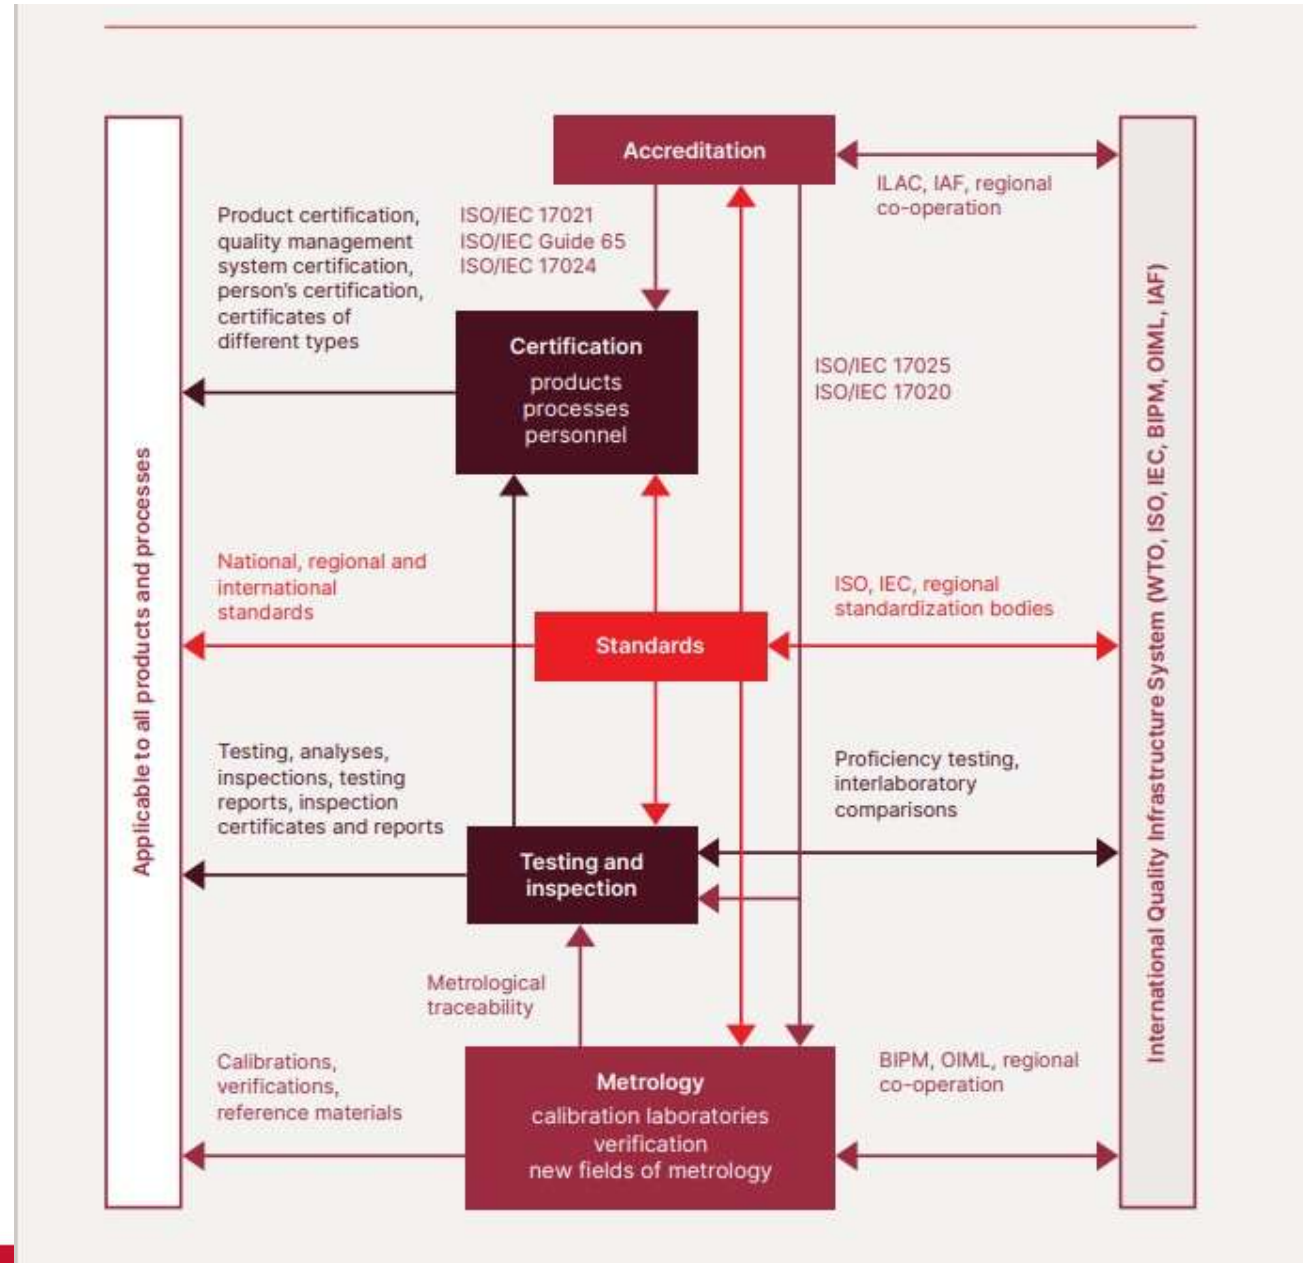 Accreditation
ILAC, IAF, regional
co-operation
Product certification,
quality management
system certification,
person's certification,
certificates of
different types
ISO/IEC 17021
ISO/IEC Guide 65
ISO/IEC 17024
Certification
products
processes
personnel
ISO/IEC 17025
ISO/IEC 17020
Applicable to all products and processes
International Quality Infrastructure System (WTO, ISO, IEC, BIPM, OIML, IAF)
National, regional and
international
standards
Standards
ISO, IEC, regional
standardization bodies
Testing, analyses,
inspections, testing
reports, inspection
certificates and reports
Testing and
inspection
Proficiency testing,
interlaboratory
comparisons
Metrological
traceability
Calibrations,
verifications,
reference materials
Metrology
calibration laboratories
verification
new fields of metrology
BIPM, OIML, regional
co-operation